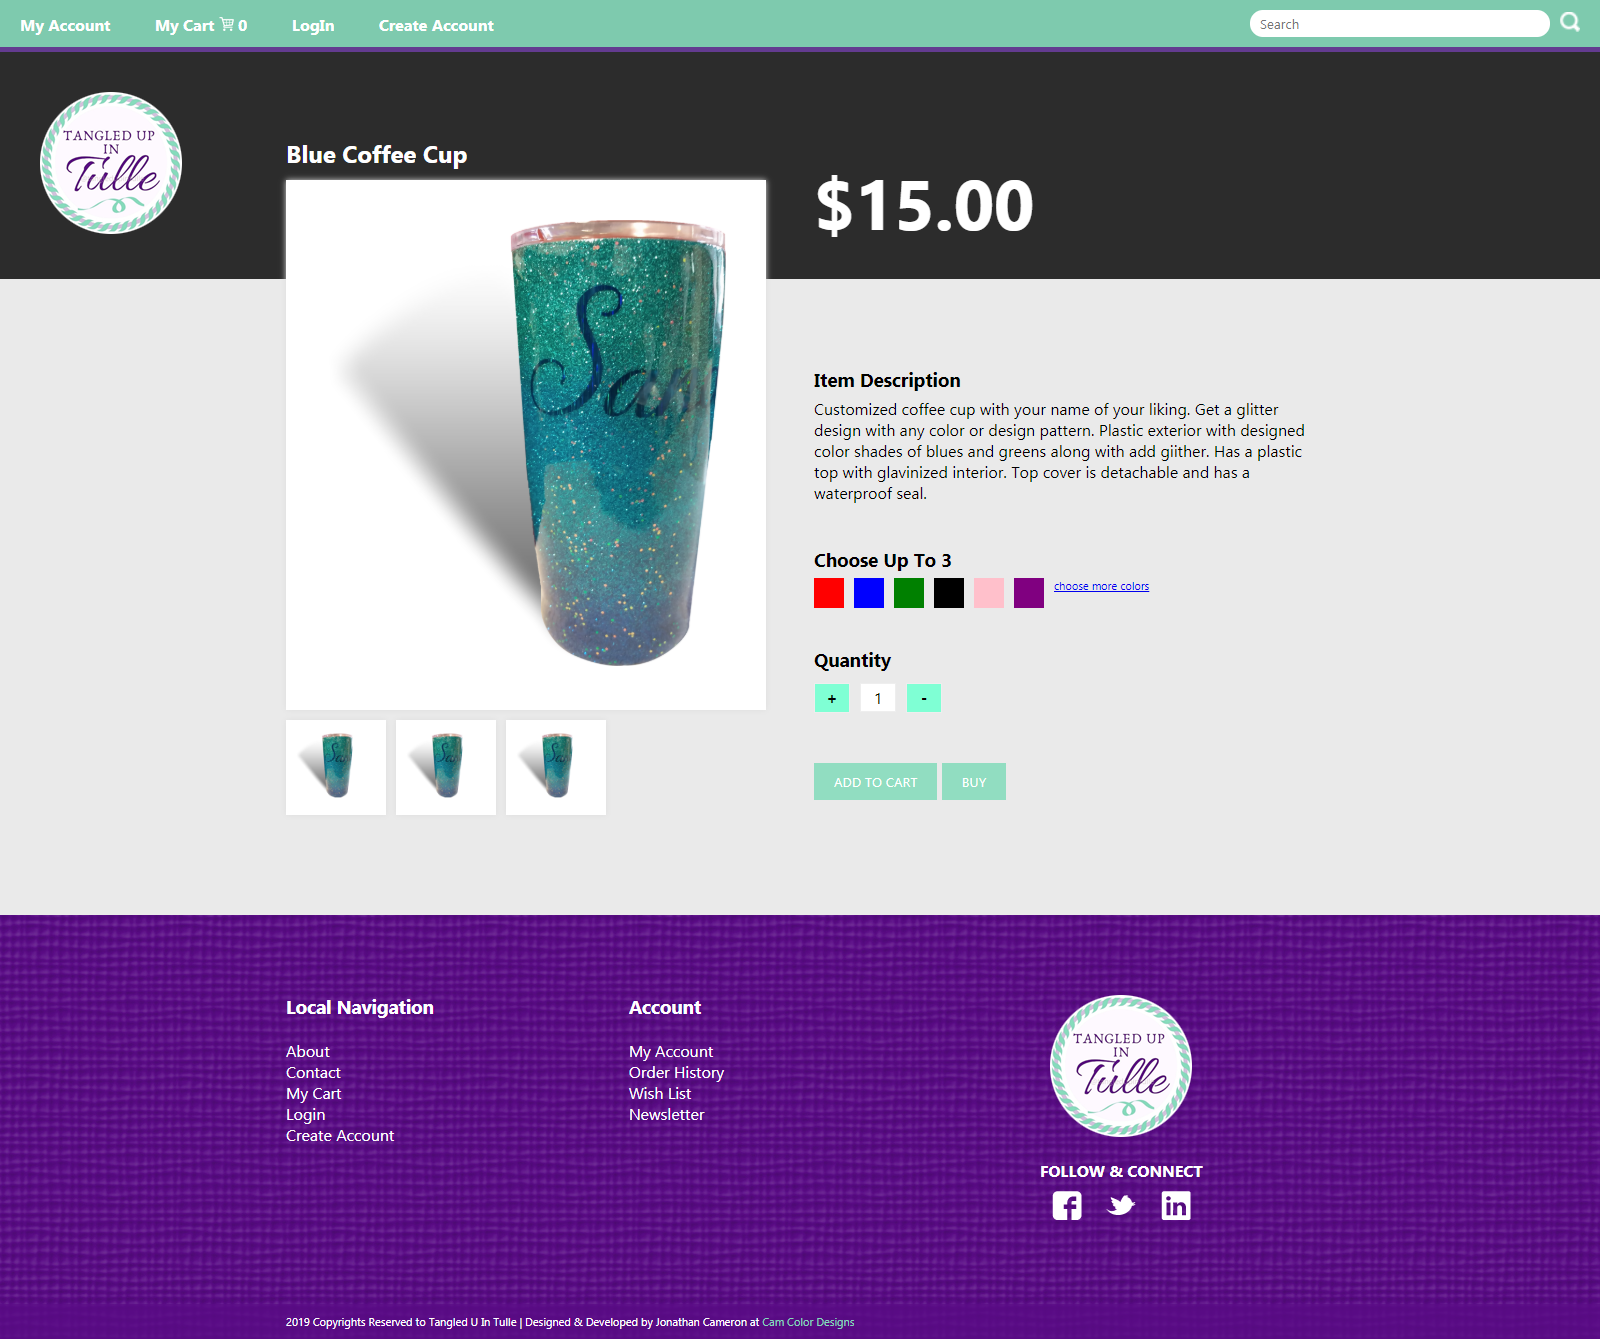 My Account My Cart 0 LogIn Create Account Search
TANGLED UP
IN
Tulle
Blue Coffee Cup
$15.00
Item Description
Customized coffee cup with your name of your liking. Get a glitter
design with any color or design pattern. Plastic exterior with designed
color shades of blues and greens along with add giither. Has a plastic
top with glavinized interior. Top cover is detachable and has a
waterproof seal.
Choose Up To 3
choose more colors
Quantity
+ 1 -
ADD TO CART BUY
Local Navigation
About
Contact
My Cart
Login
Create Account
Account
My Account
Order History
Wish List
Newsletter
TANGLED UP
IN
Tulle
FOLLOW & CONNECT
2019 Copyrights Reserved to Tangled U In Tulle | Designed & Developed by Jonathan Cameron at Cam Color Designs